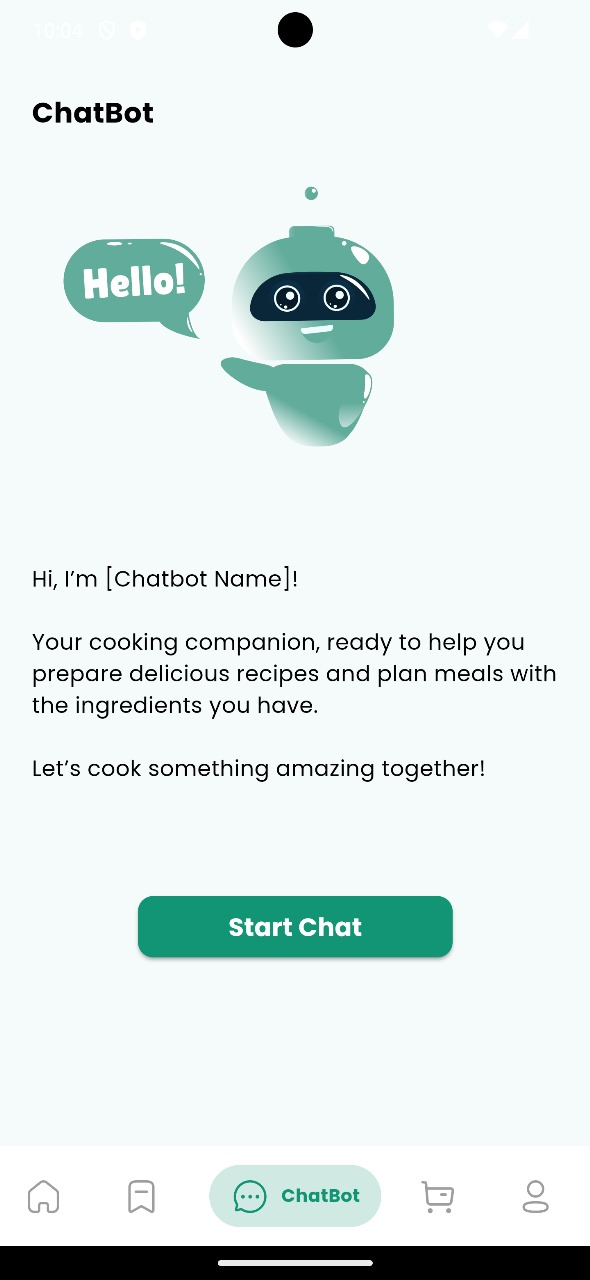 10:04
ChatBot
Hello!
Hi, I’m [Chatbot Name]!
Your cooking companion, ready to help you
prepare delicious recipes and plan meals with
the ingredients you have.
Let’s cook something amazing together!
Start Chat
ChatBot